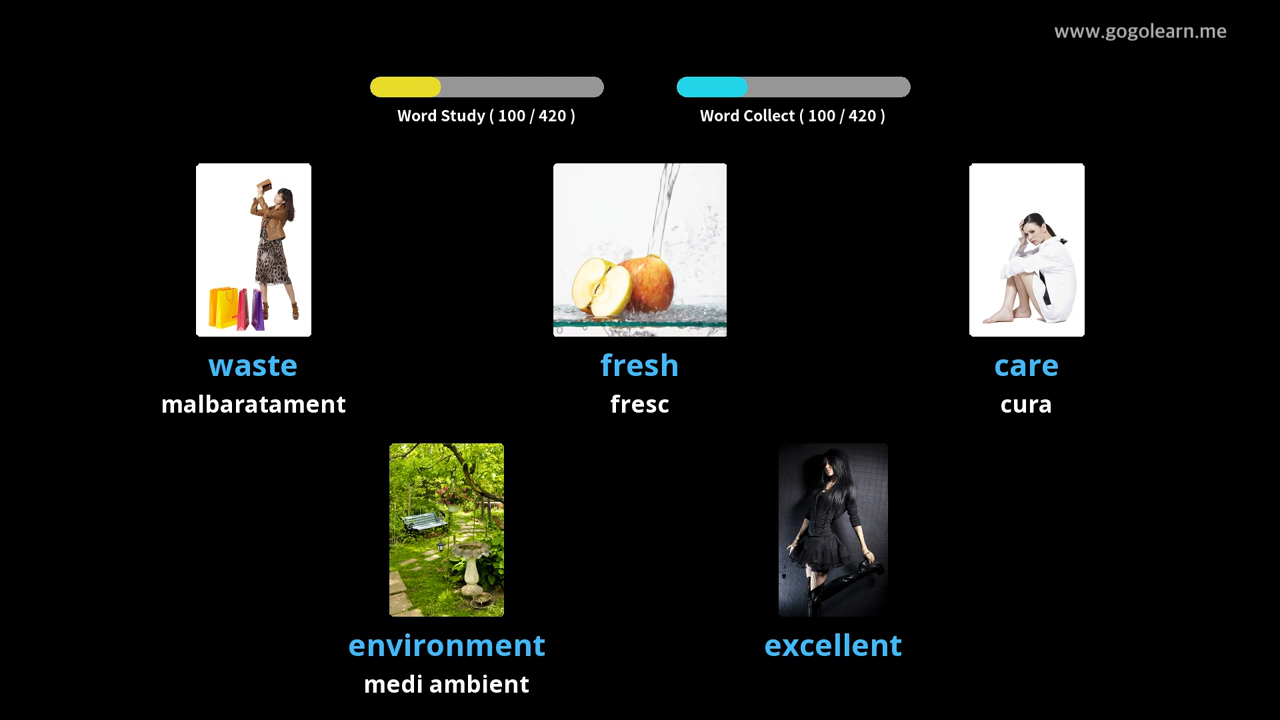 www.gogolearn.me
Word Study ( 100 / 420 )
Word Collect ( 100 / 420 )
waste
malbaratament
fresh
fresc
care
cura
environment
medi ambient
excellent